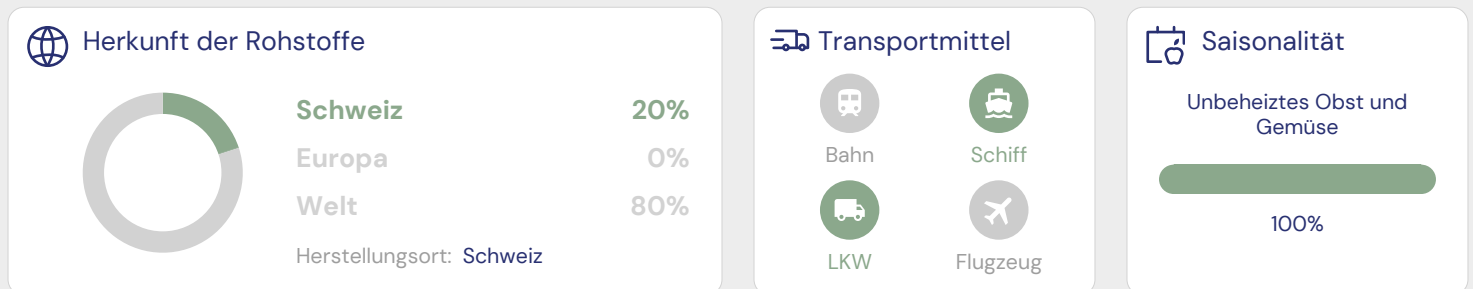 Herkunft der Rohstoffe
Schweiz 20%
Europa 0%
Welt 80%
Herstellungsort: Schweiz
Transportmittel
Bahn Schiff
LKW Flugzeug
Saisonalität
Unbeheiztes Obst und
Gemüse
100%